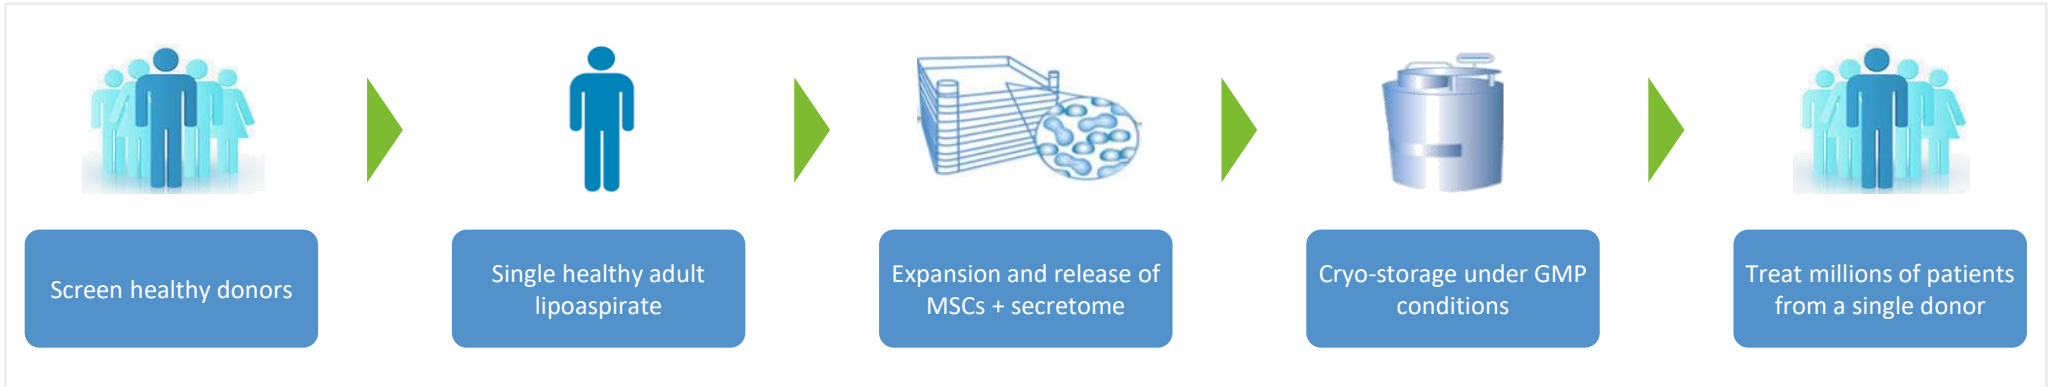 Screen healthy donors
Single healthy adult
lipoaspirate
Expansion and release of
MSCs + secretome
Cryo-storage under GMP
conditions
Treat millions of patients
from a single donor